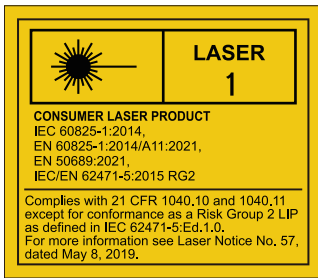 LASER
1
CONSUMER LASER PRODUCT
IEC 60825-1:2014,
EN 60825-1:2014/A11:2021,
EN 50689:2021,
IEC/EN 62471-5:2015 RG2
Complies with 21 CFR 1040.10 and 1040.11
except for conformance as a Risk Group 2 LIP
as defined in IEC 62471-5:Ed.1.0.
For more information see Laser Notice No. 57,
dated May 8, 2019.